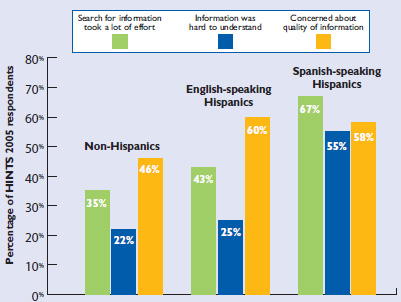 Search for information
took a lot of effort
Information was
hard to understand
Concerned about
quality of information
Percentage of HINTS 2005 respondents
80%
70%
60%
50%
40%
30%
20%
10%
0%
Non-Hispanics
35%
22%
46%
English-speaking
Hispanics
43%
25%
60%
Spanish-speaking
Hispanics
67%
55%
58%